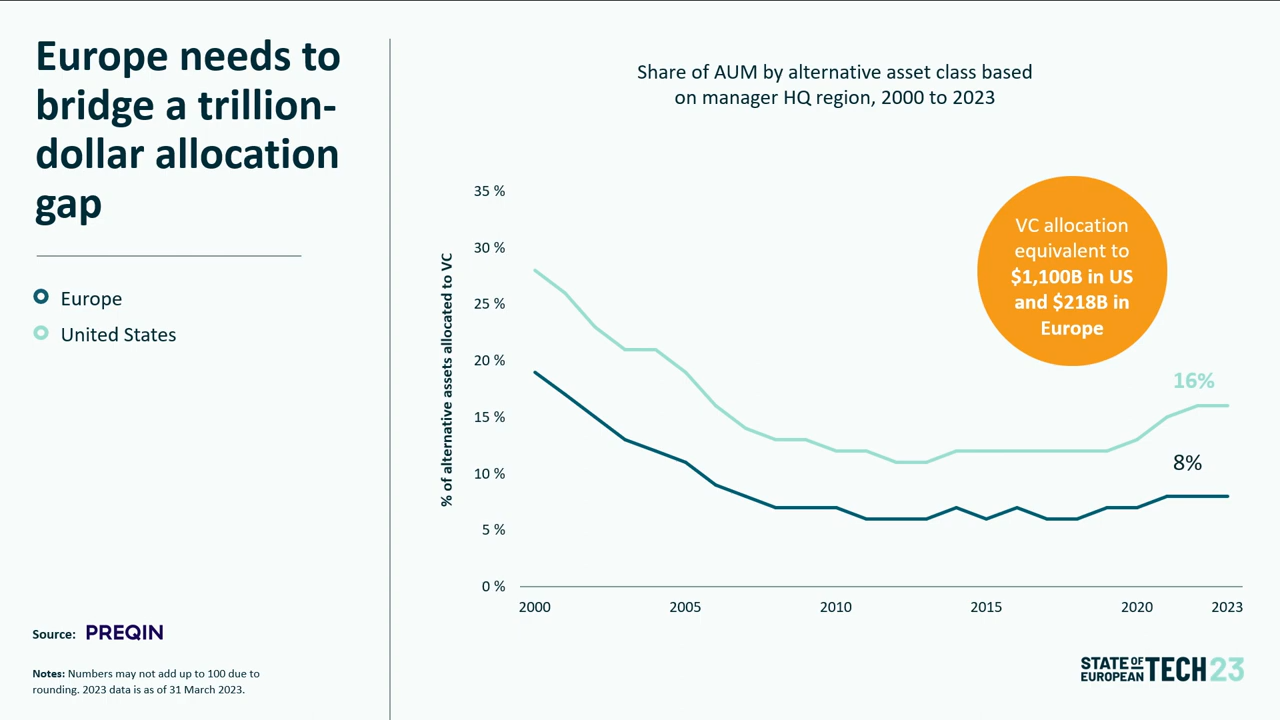 Europe needs to
bridge a trillion-
dollar allocation
gap
Europe
United States
Source: PREQIN
Notes: Numbers may not add up to 100 due to
rounding. 2023 data is as of 31 March 2023.
Share of AUM by alternative asset class based
on manager HQ region, 2000 to 2023
% of alternative assets allocated to VC
35 %
30 %
25 %
20 %
15 %
10 %
5 %
0 %
2000
2005
2010
2015
2020
2023
VC allocation
equivalent to
$1,100B in US
and $218B in
Europe
16%
8%
STATE OF
EUROPEAN TECH 23